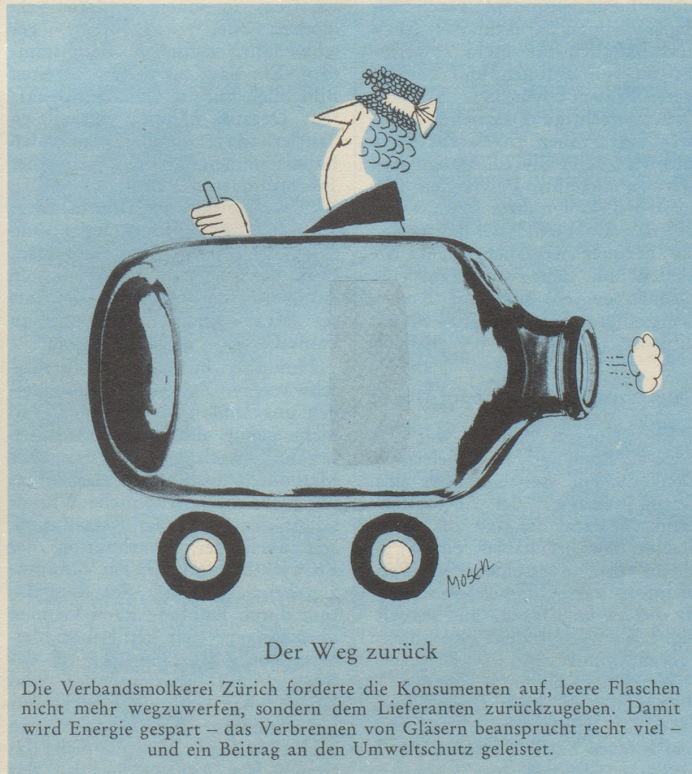 MOSER
Der Weg zurück
Die Verbandsmolkerei Zürich forderte die Konsumenten auf, leere Flaschen
nicht mehr wegzuwerfen, sondern dem Lieferanten zurückzugeben. Damit
wird Energie gespart – das Verbrennen von Gläsern beansprucht recht viel –
und ein Beitrag an den Umweltschutz geleistet.